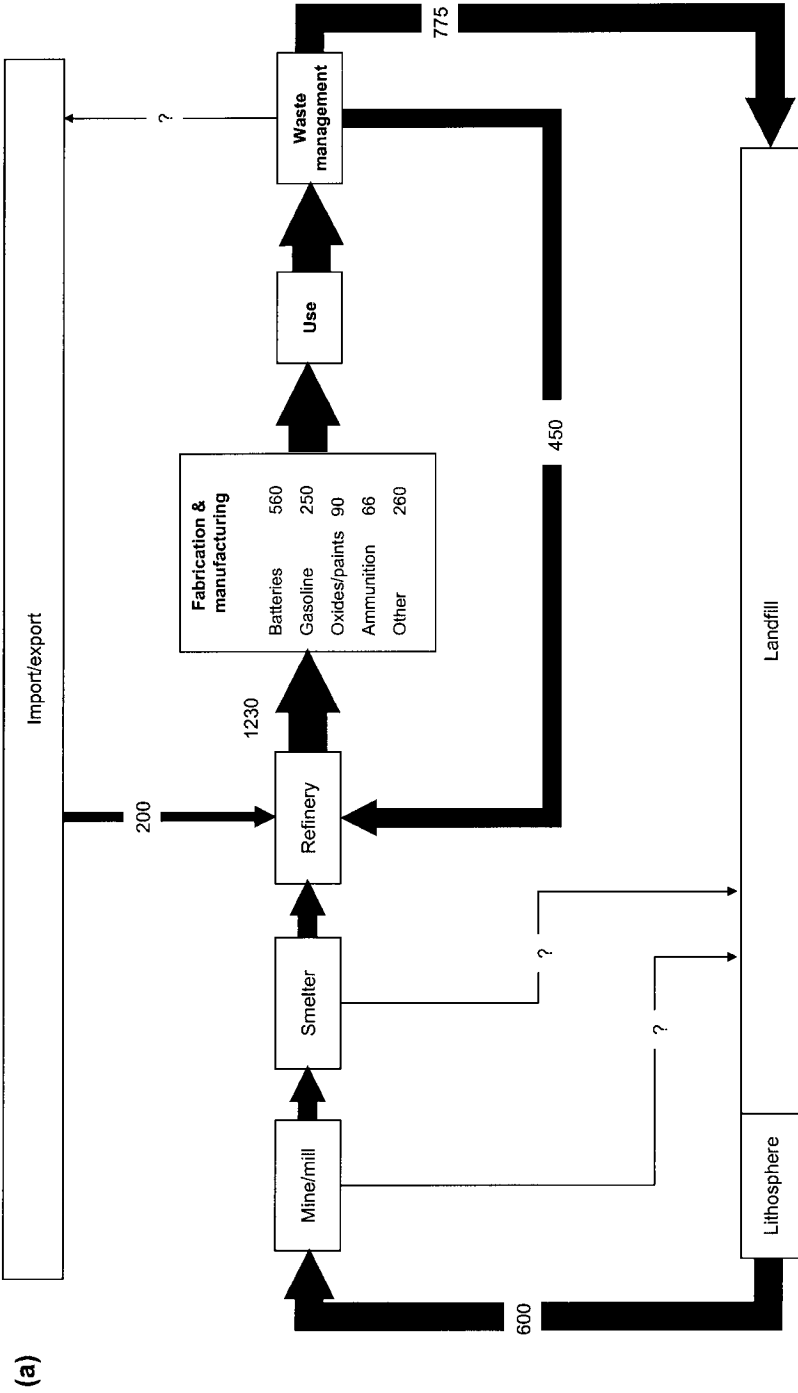 (a)
Import/export
?
200
Mine/mill
Smelter
Refinery
1230
Fabrication &
manufacturing
Batteries 560
Gasoline 250
Oxides/paints 90
Ammunition 66
Other 260
Use
Waste
management
775
450
?
?
600
Lithosphere
Landfill